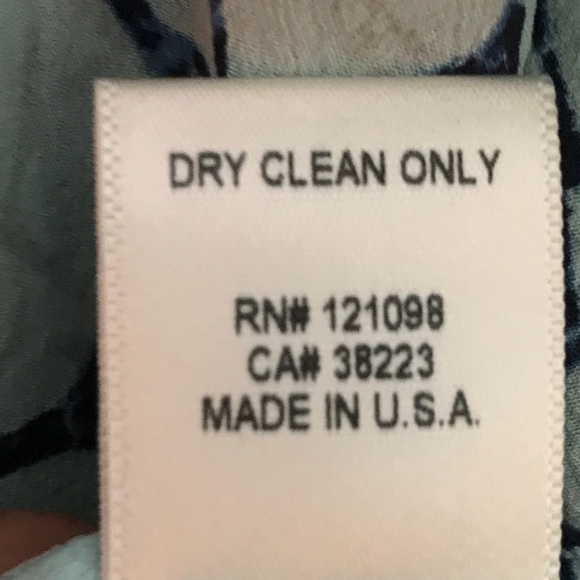 DRY CLEAN ONLY
RN# 121098
CA# 38223
MADE IN U.S.A.